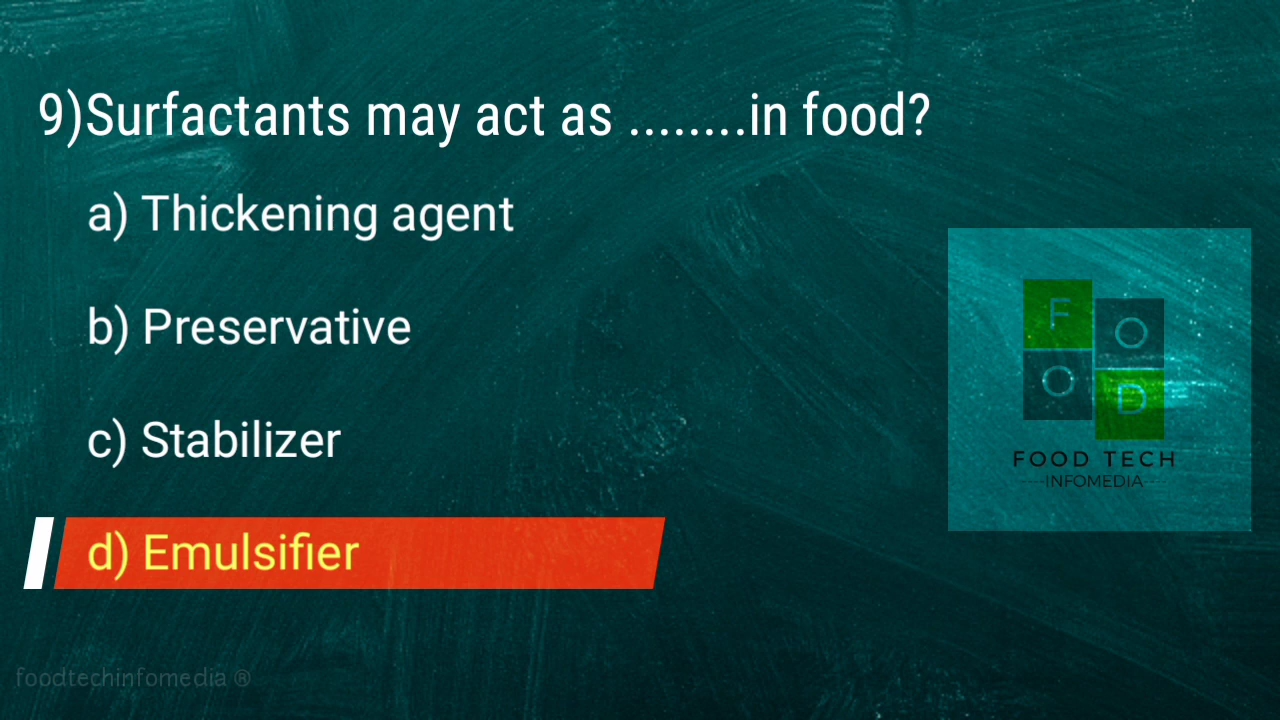 9)Surfactants may act as ........in food?
a) Thickening agent
b) Preservative
c) Stabilizer
d) Emulsifier
F O
O D
FOOD TECH
INFOMEDIA
foodtechinfomedia ®